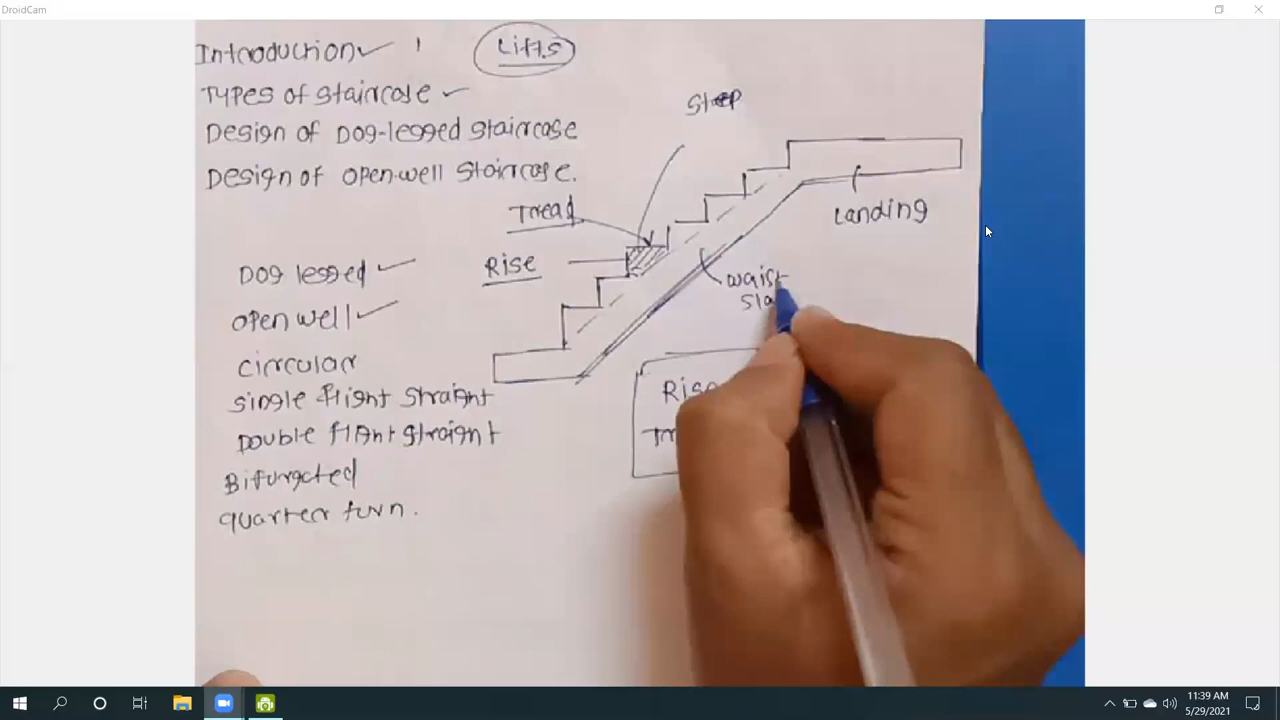 DroidCam
Introduction
Lifts
Types of staircase
Design of Dog-legged staircase
Design of open-well staircase.
Step
Tread
Rise
Landing
waist
Dog legged
open well
circular
single flight straight
Double flight straight
Bifurcated
quarter turn.
Rise
11:39 AM
5/29/2021